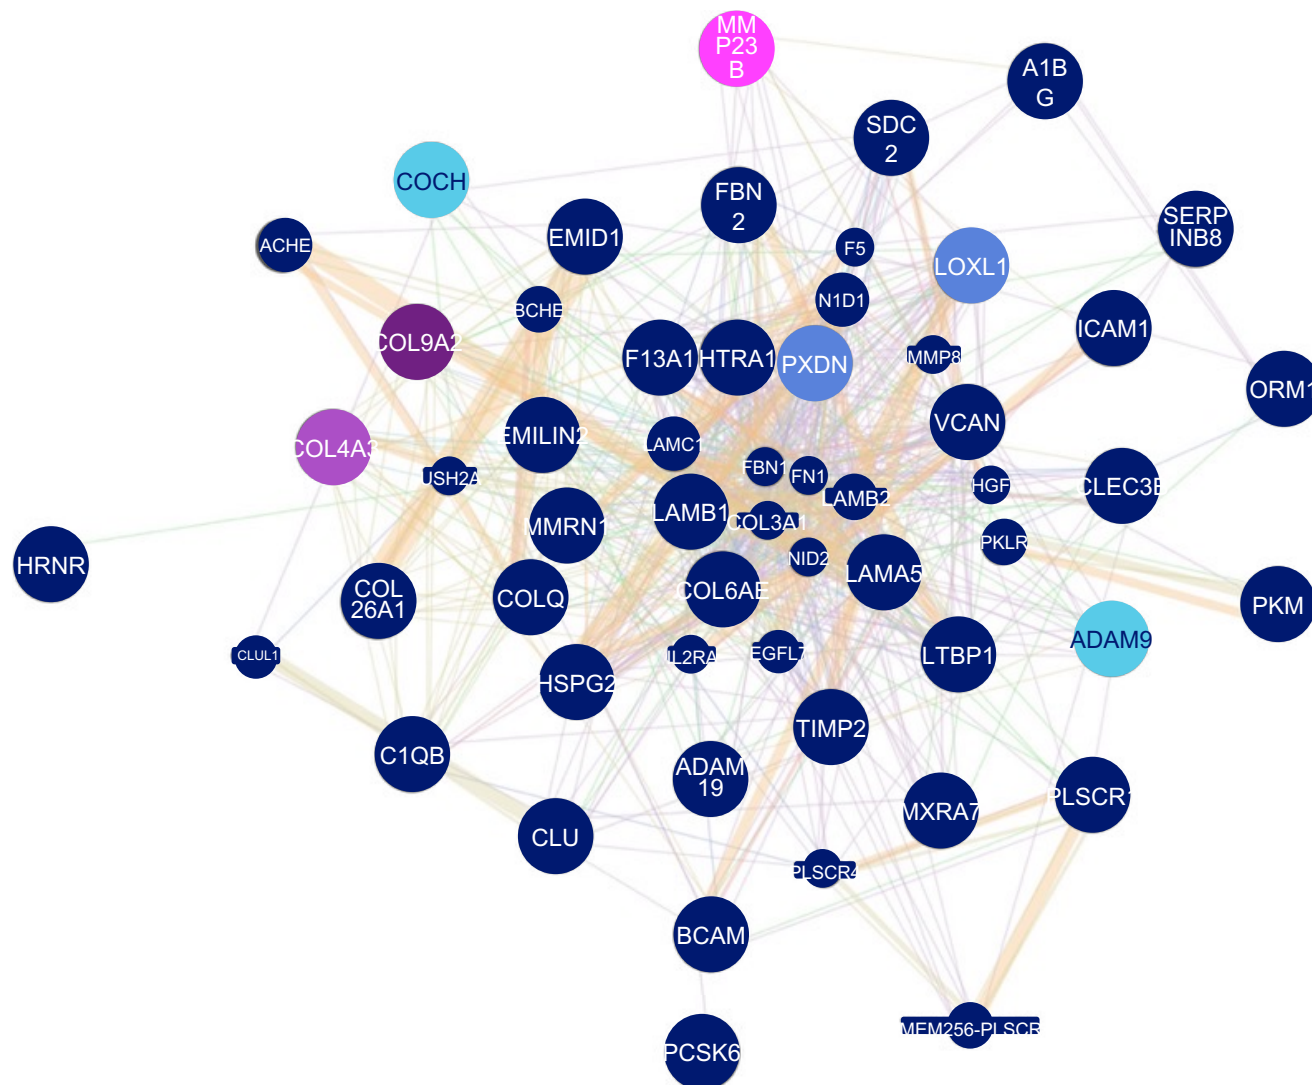 MM
P23
B
A1B
G
SDC
2
COCH
FBN
2
SERP
INB8
EMID1
ACHE
F5
LOXL1
N1D1
BCHE
ICAM1
COL9A2
F13A1
HTRA1
PXDN
MMP8
ORM1
VCAN
EMILIN2
LAMC1
COL4A3
FBN1
FN1
USH2A
HGF
CLEC3B
LAMB2
LAMB1
COL3A1
MMRN1
PKLR
NID2
HRNR
LAMA5
COL6AE
COLQ
COL
26A1
PKM
ADAM9
CLUL1
IL2RA
EGFL7
LTBP1
HSPG2
TIMP2
C1QB
ADAM
19
PLSCR1
MXRA7
CLU
PLSCR4
BCAM
MEM256-PLSCR
PCSK6